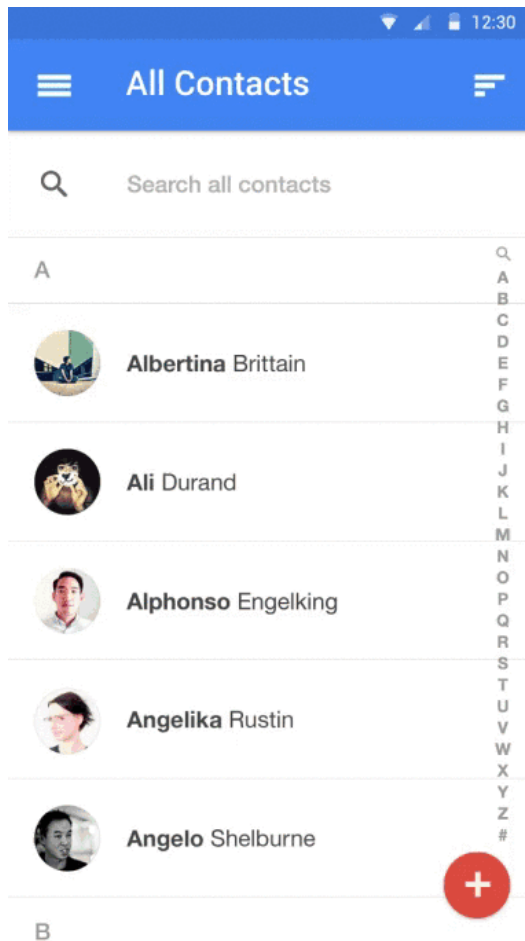 12:30
All Contacts
Search all contacts
A
Albertina Brittain
Ali Durand
Alphonso Engelking
Angelika Rustin
Angelo Shelburne
B
A
B
C
D
E
F
G
H
I
J
K
L
M
N
O
P
Q
R
S
T
U
V
W
X
Y
Z
#
+